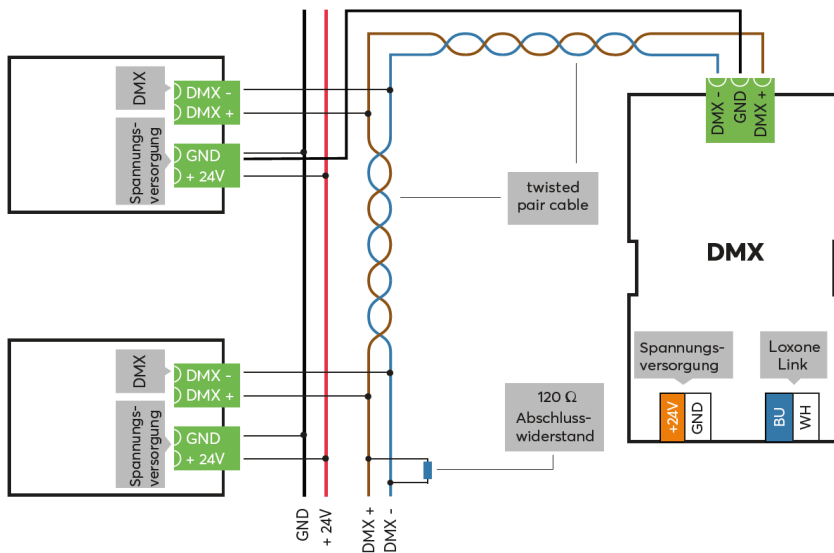 DMX
DMX -
DMX +
Spannungs-
versorgung
GND
+ 24V
DMX -
GND
DMX +
twisted
pair cable
DMX
Spannungs-
versorgung
Loxone
Link
+24V
GND
BU
WH
DMX
DMX -
DMX +
Spannungs-
versorgung
GND
+ 24V
120 Ω
Abschluss-
widerstand
GND
+ 24V
DMX +
DMX -